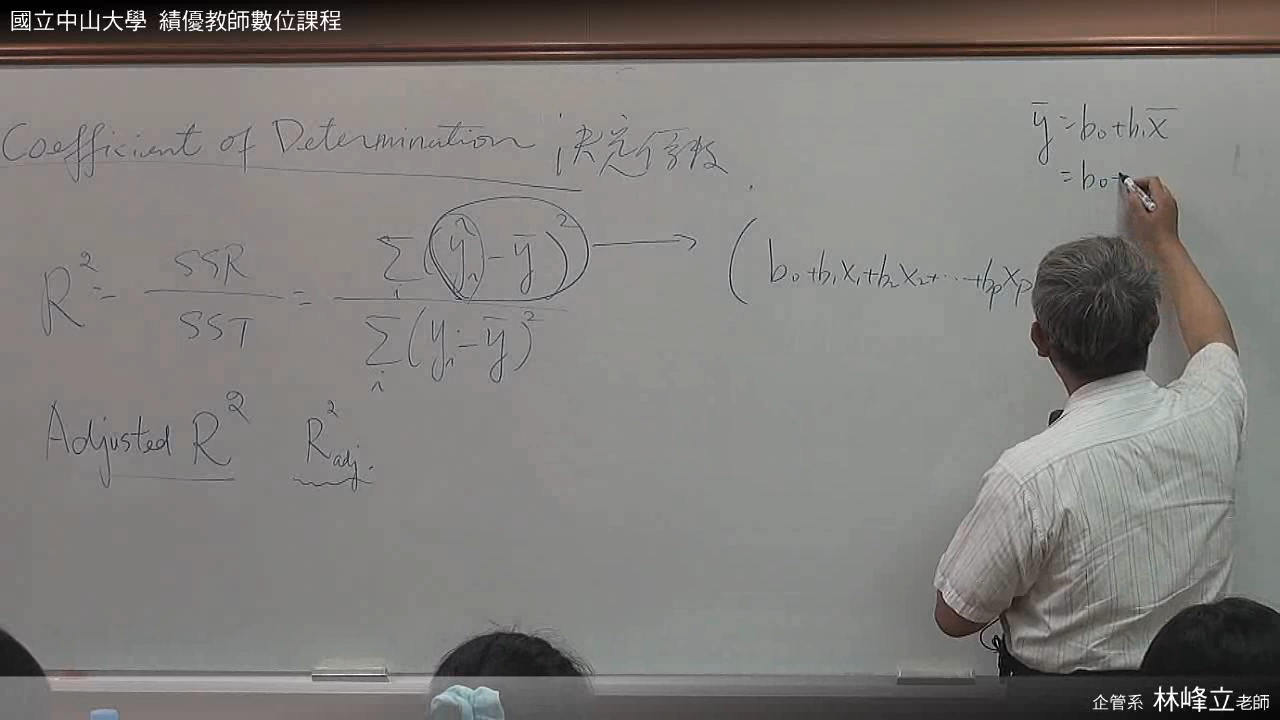 國立中山大學 績優教師數位課程
Coefficient of Determination 決定係數
R² = SSR / SST = Σᵢ(ŷᵢ - ȳ)² / Σᵢ(yᵢ - ȳ)² → (b₀+b₁x₁+b₂x₂+⋯+bₚxₚ
Adjusted R² R²adj.
ȳ = b₀+b₁x̄
= b₀+
企管系 林峰立老師